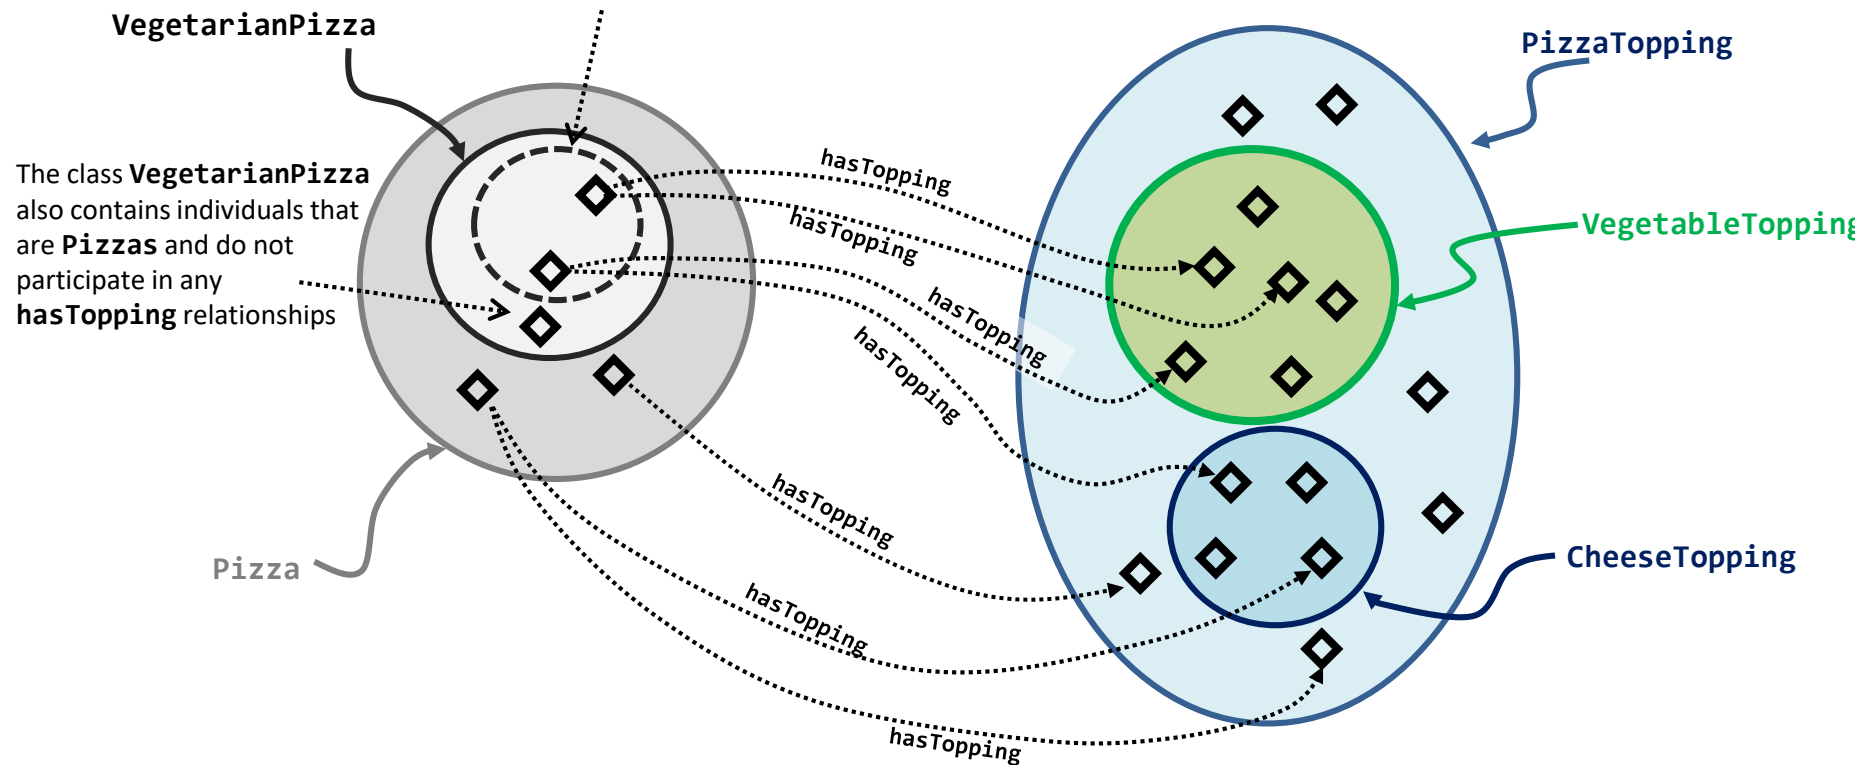 VegetarianPizza
PizzaTopping
The class VegetarianPizza
also contains individuals that
are Pizzas and do not
participate in any
hasTopping relationships
hasTopping
hasTopping
VegetableTopping
hasTopping
hasTopping
hasTopping
CheeseTopping
Pizza
hasTopping
hasTopping